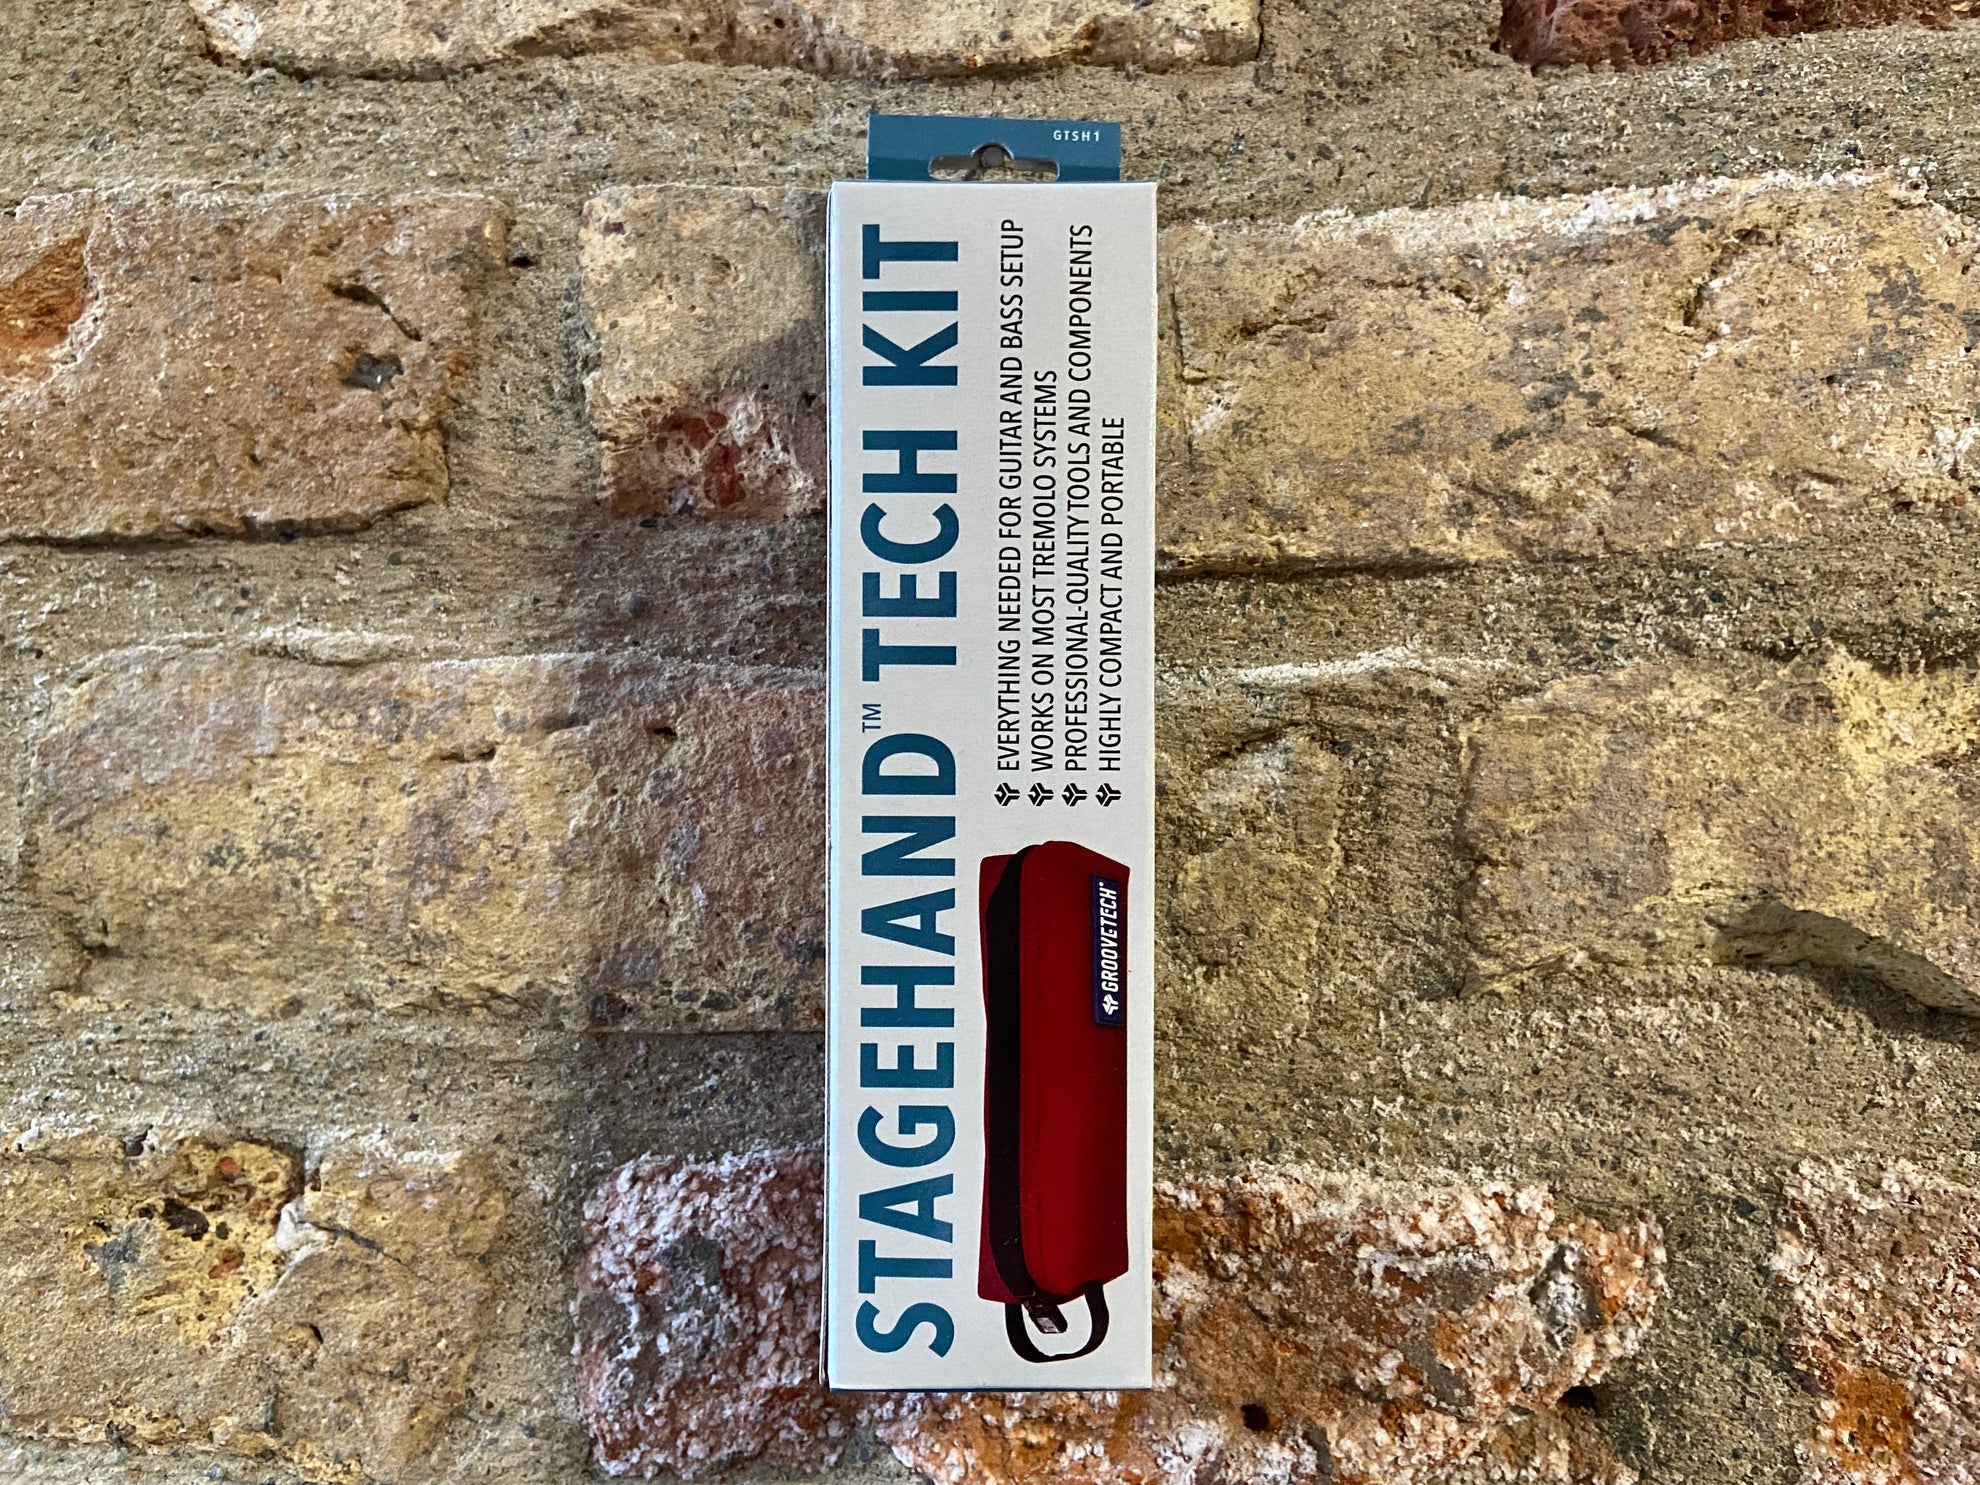 GTSH1
STAGEHAND™ TECH KIT
EVERYTHING NEEDED FOR GUITAR AND BASS SETUP
WORKS ON MOST TREMOLO SYSTEMS
PROFESSIONAL-QUALITY TOOLS AND COMPONENTS
HIGHLY COMPACT AND PORTABLE
GROOVETECH®